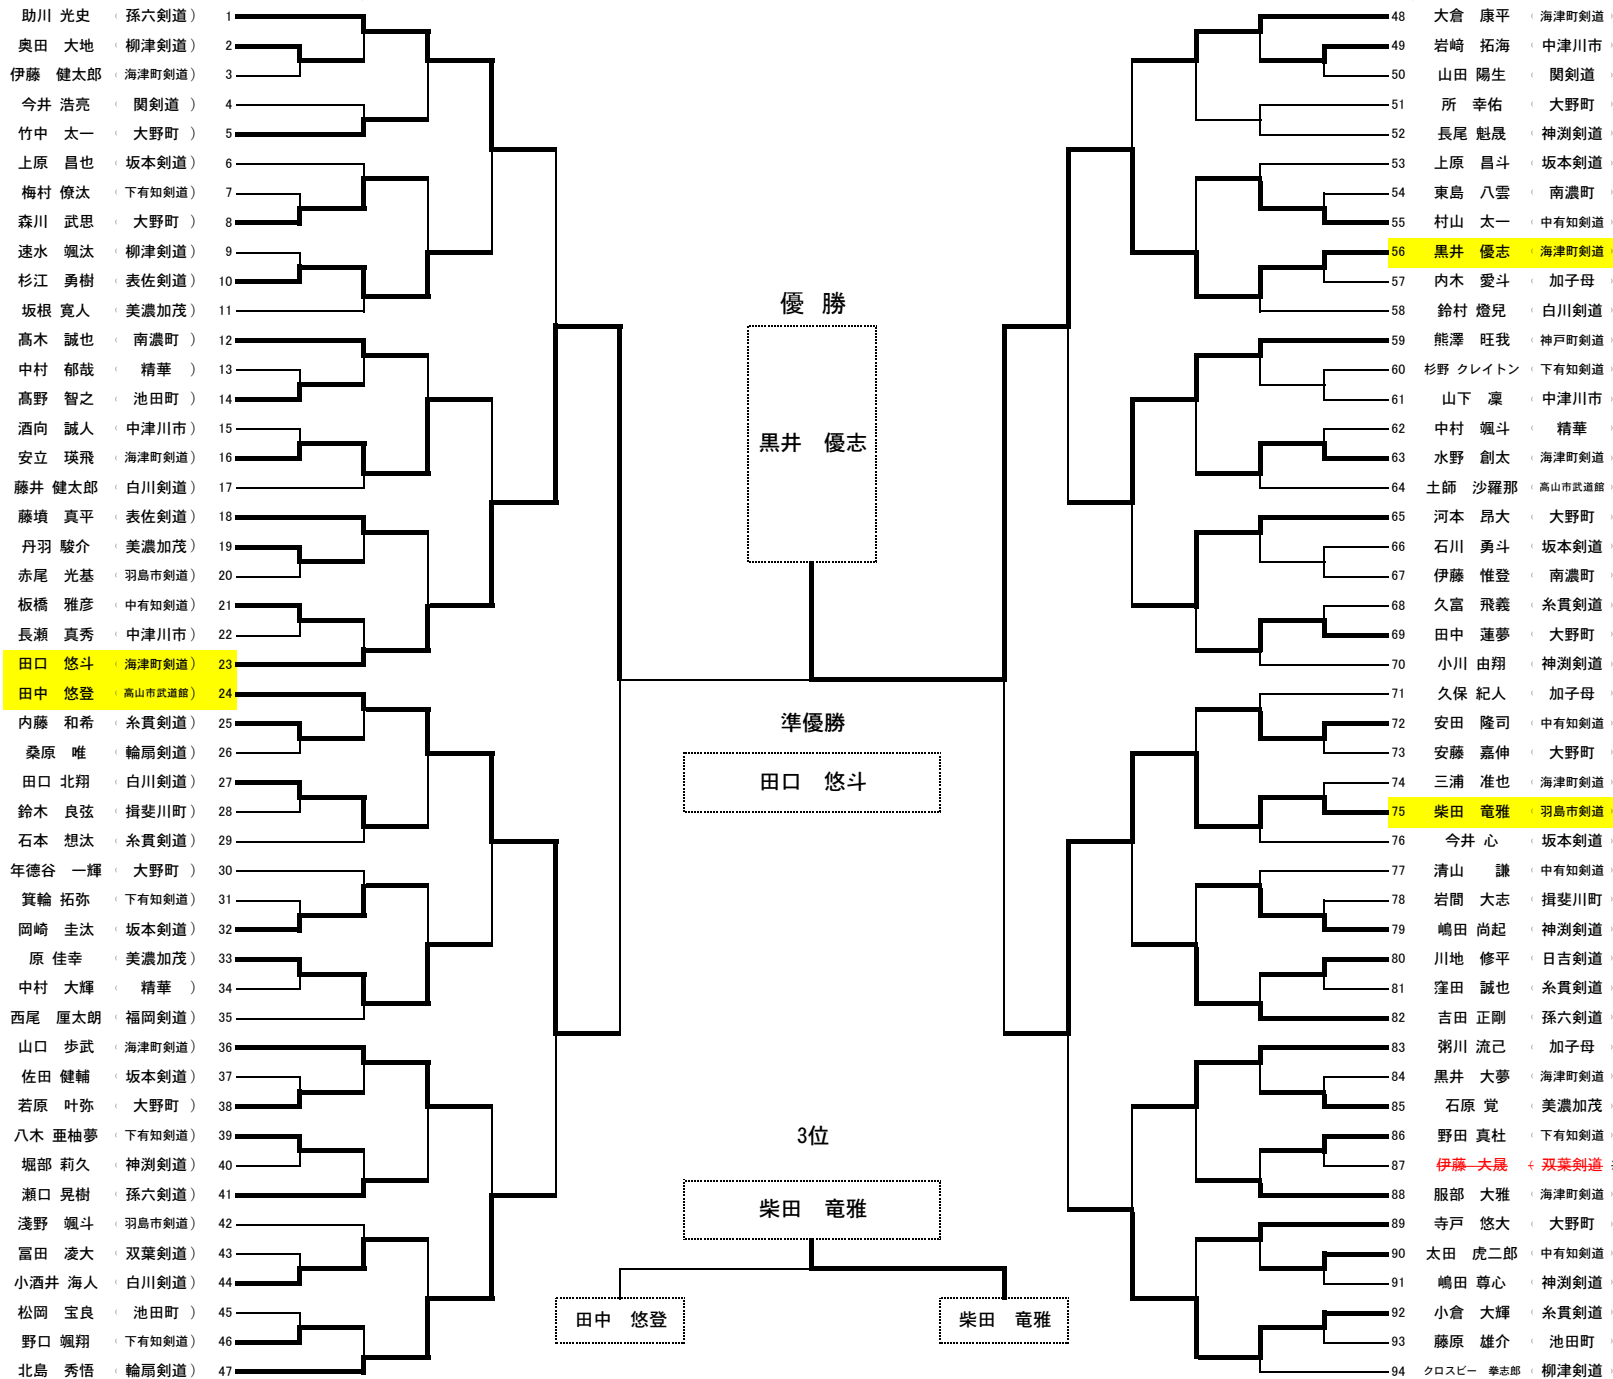 助川 光史 （ 孫六剣道） 1
奥田　大地 （ 柳津剣道） 2
伊藤　健太郎 （ 海津町剣道） 3
今井 浩亮 （ 関剣道 ） 4
竹中　太一 （ 大野町 ） 5
上原　昌也 （ 坂本剣道） 6
梅村 僚汰 （ 下有知剣道） 7
森川　武思 （ 大野町 ） 8
速水　颯汰 （ 柳津剣道） 9
杉江　勇樹 （ 表佐剣道） 10
坂根 寛人 （ 美濃加茂） 11
髙木　誠也 （ 南濃町 ） 12
中村　郁哉 （ 精華 ） 13
髙野　智之 （ 池田町 ） 14
酒向　誠人 （ 中津川市） 15
安立　瑛飛 （ 海津町剣道） 16
藤井 健太郎 （ 白川剣道） 17
藤墳　真平 （ 表佐剣道） 18
丹羽 駿介 （ 美濃加茂） 19
赤尾　光基 （ 羽島市剣道） 20
板橋　雅彦 （ 中有知剣道） 21
長瀬　真秀 （ 中津川市） 22
田口　悠斗 （ 海津町剣道） 23
田中　悠登 （ 高山市武道館） 24
内藤　和希 （ 糸貫剣道） 25
桑原　唯 （ 輪扇剣道） 26
田口 北翔 （ 白川剣道） 27
鈴木　良弦 （ 揖斐川町） 28
石本　想汰 （ 糸貫剣道） 29
年德谷　一輝 （ 大野町 ） 30
箕輪 拓弥 （ 下有知剣道） 31
岡崎　圭汰 （ 坂本剣道） 32
原 佳幸 （ 美濃加茂） 33
中村　大輝 （ 精華 ） 34
西尾　厘太朗 （ 福岡剣道） 35
山口　歩武 （ 海津町剣道） 36
佐田 健輔 （ 坂本剣道） 37
若原　叶弥 （ 大野町 ） 38
八木 亜柚夢 （ 下有知剣道） 39
堀部 莉久 （ 神渕剣道） 40
瀬口 晃樹 （ 孫六剣道） 41
淺野　颯斗 （ 羽島市剣道） 42
冨田　凌大 （ 双葉剣道） 43
小酒井 海人 （ 白川剣道） 44
松岡　宝良 （ 池田町 ） 45
野口 颯翔 （ 下有知剣道） 46
北島　秀悟 （ 輪扇剣道） 47
優 勝
黒井　優志
準優勝
田口　悠斗
3位
柴田　竜雅
田中　悠登
柴田　竜雅
48 大倉　康平 （ 海津町剣道
49 岩﨑　拓海 （ 中津川市
50 山田 陽生 （ 関剣道
51 所　幸佑 （ 大野町
52 長尾 魁晟 （ 神渕剣道
53 上原　昌斗 （ 坂本剣道
54 東島　八雲 （ 南濃町
55 村山　太一 （ 中有知剣道
56 黒井　優志 （ 海津町剣道
57 内木　愛斗 （ 加子母
58 鈴村 燈兒 （ 白川剣道
59 熊澤　旺我 （ 神戸町剣道
60 杉野 クレイトン （ 下有知剣道
61 山下　凜 （ 中津川市
62 中村　颯斗 （ 精華
63 水野　創太 （ 海津町剣道
64 土師　沙羅那 （ 高山市武道館
65 河本　昂大 （ 大野町
66 石川　勇斗 （ 坂本剣道
67 伊藤　惟登 （ 南濃町
68 久富　飛義 （ 糸貫剣道
69 田中　蓮夢 （ 大野町
70 小川 由翔 （ 神渕剣道
71 久保 紀人 （ 加子母
72 安田　隆司 （ 中有知剣道
73 安藤　嘉伸 （ 大野町
74 三浦　准也 （ 海津町剣道
75 柴田　竜雅 （ 羽島市剣道
76 今井 心 （ 坂本剣道
77 清山　　謙 （ 中有知剣道
78 岩間　大志 （ 揖斐川町
79 嶋田 尚起 （ 神渕剣道
80 川地　修平 （ 日吉剣道
81 窪田　誠也 （ 糸貫剣道
82 吉田 正剛 （ 孫六剣道
83 粥川 流己 （ 加子母
84 黒井　大夢 （ 海津町剣道
85 石原 覚 （ 美濃加茂
86 野田 真杜 （ 下有知剣道
87 伊藤　大晟 （ 双葉剣道
88 服部　大雅 （ 海津町剣道
89 寺戸　悠大 （ 大野町
90 太田　虎二郎 （ 中有知剣道
91 嶋田 尊心 （ 神渕剣道
92 小倉　大輝 （ 糸貫剣道
93 藤原　雄介 （ 池田町
94 クロスビー　拳志郎 （ 柳津剣道